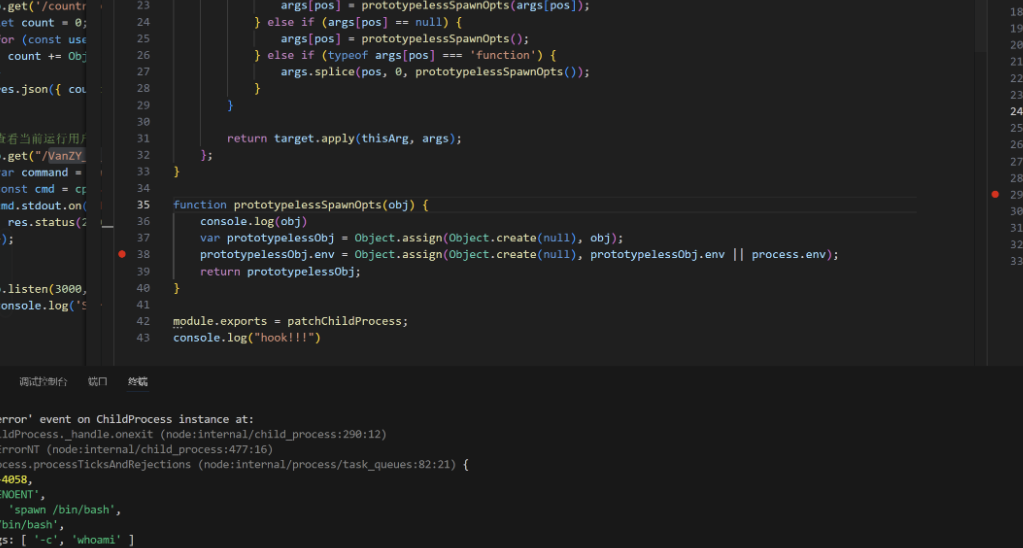 .get('/countr
et count = 0;
or (const use
count += Obj
res.json({ cou
查看当前运行用户
.get("/VanZY_
ar command =
onst cmd = cp
md.stdout.on(
res.status(2
);
.listen(3000,
onsole.log('S
23 args[pos] = prototypelessSpawnOpts(args[pos]);
24 } else if (args[pos] == null) {
25 args[pos] = prototypelessSpawnOpts();
26 } else if (typeof args[pos] === 'function') {
27 args.splice(pos, 0, prototypelessSpawnOpts());
28 }
29 }
30
31 return target.apply(thisArg, args);
32 };
33 }
34
35 function prototypelessSpawnOpts(obj) {
36 console.log(obj)
37 var prototypelessObj = Object.assign(Object.create(null), obj);
38 prototypelessObj.env = Object.assign(Object.create(null), prototypelessObj.env || process.env);
39 return prototypelessObj;
40 }
41
42 module.exports = patchChildProcess;
43 console.log("hook!!!")
18
19
20
21
22
23
24
25
26
27
28
29
30
31
32
33
调试控制台 端口 终端
error' event on ChildProcess instance at:
ildProcess._handle.onexit (node:internal/child_process:290:12)
ErrorNT (node:internal/child_process:477:16)
ocess.processTicksAndRejections (node:internal/process/task_queues:82:21) {
-4058,
ENOENT',
'spawn /bin/bash',
/bin/bash',
gs: [ '-c', 'whoami' ]